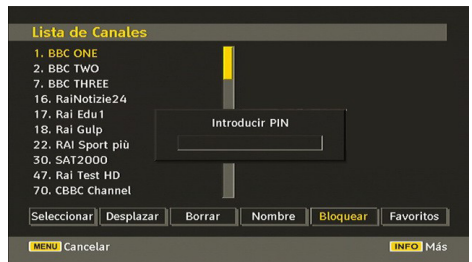 Lista de Canales
1. BBC ONE
2. BBC TWO
7. BBC THREE
16. RaiNotizie24
17. Rai Edu1
18. Rai Gulp
22. RAI Sport più
30. SAT2000
47. Rai Test HD
70. CBBC Channel
Introducir PIN
Seleccionar Desplazar Borrar Nombre Bloquear Favoritos
MENU Cancelar INFO Más